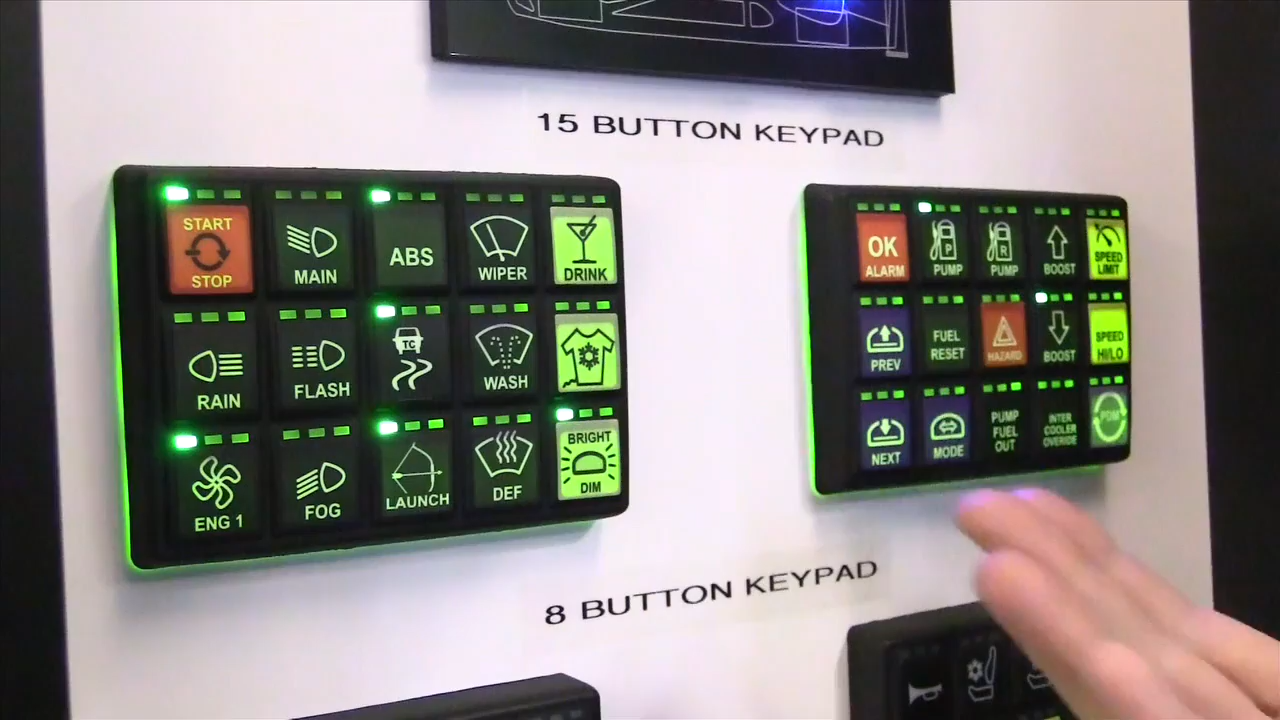 15 BUTTON KEYPAD
START
STOP
MAIN
ABS
WIPER
DRINK
RAIN
FLASH
TC
WASH
ENG 1
FOG
LAUNCH
DEF
BRIGHT
DIM
OK
ALARM
P
PUMP
R
PUMP
BOOST
SPEED
LIMIT
PREV
FUEL
RESET
HAZARD
BOOST
SPEED
HI/LO
NEXT
MODE
PUMP
FUEL
OUT
INTER
COOLER
OVERIDE
PDM
8 BUTTON KEYPAD